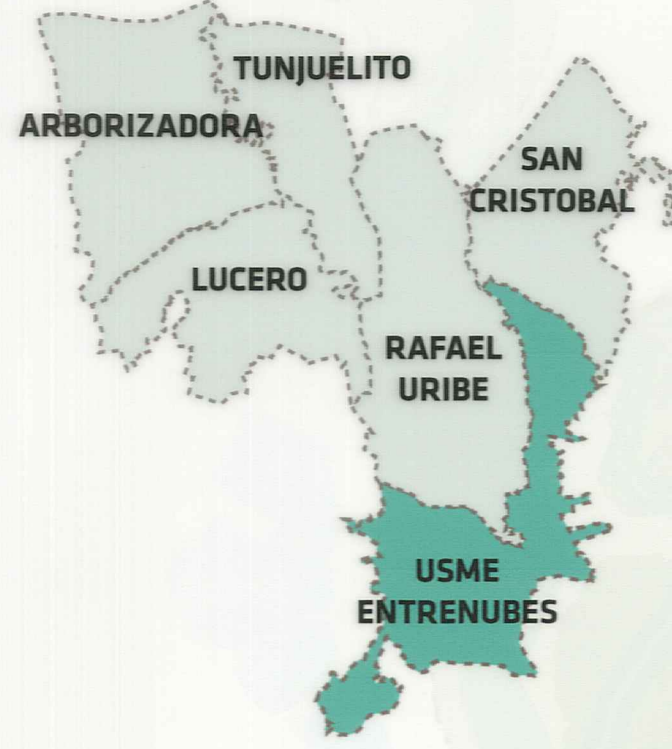 TUNJUELITO
ARBORIZADORA
SAN
CRISTOBAL
LUCERO
RAFAEL
URIBE
USME
ENTRENUBES